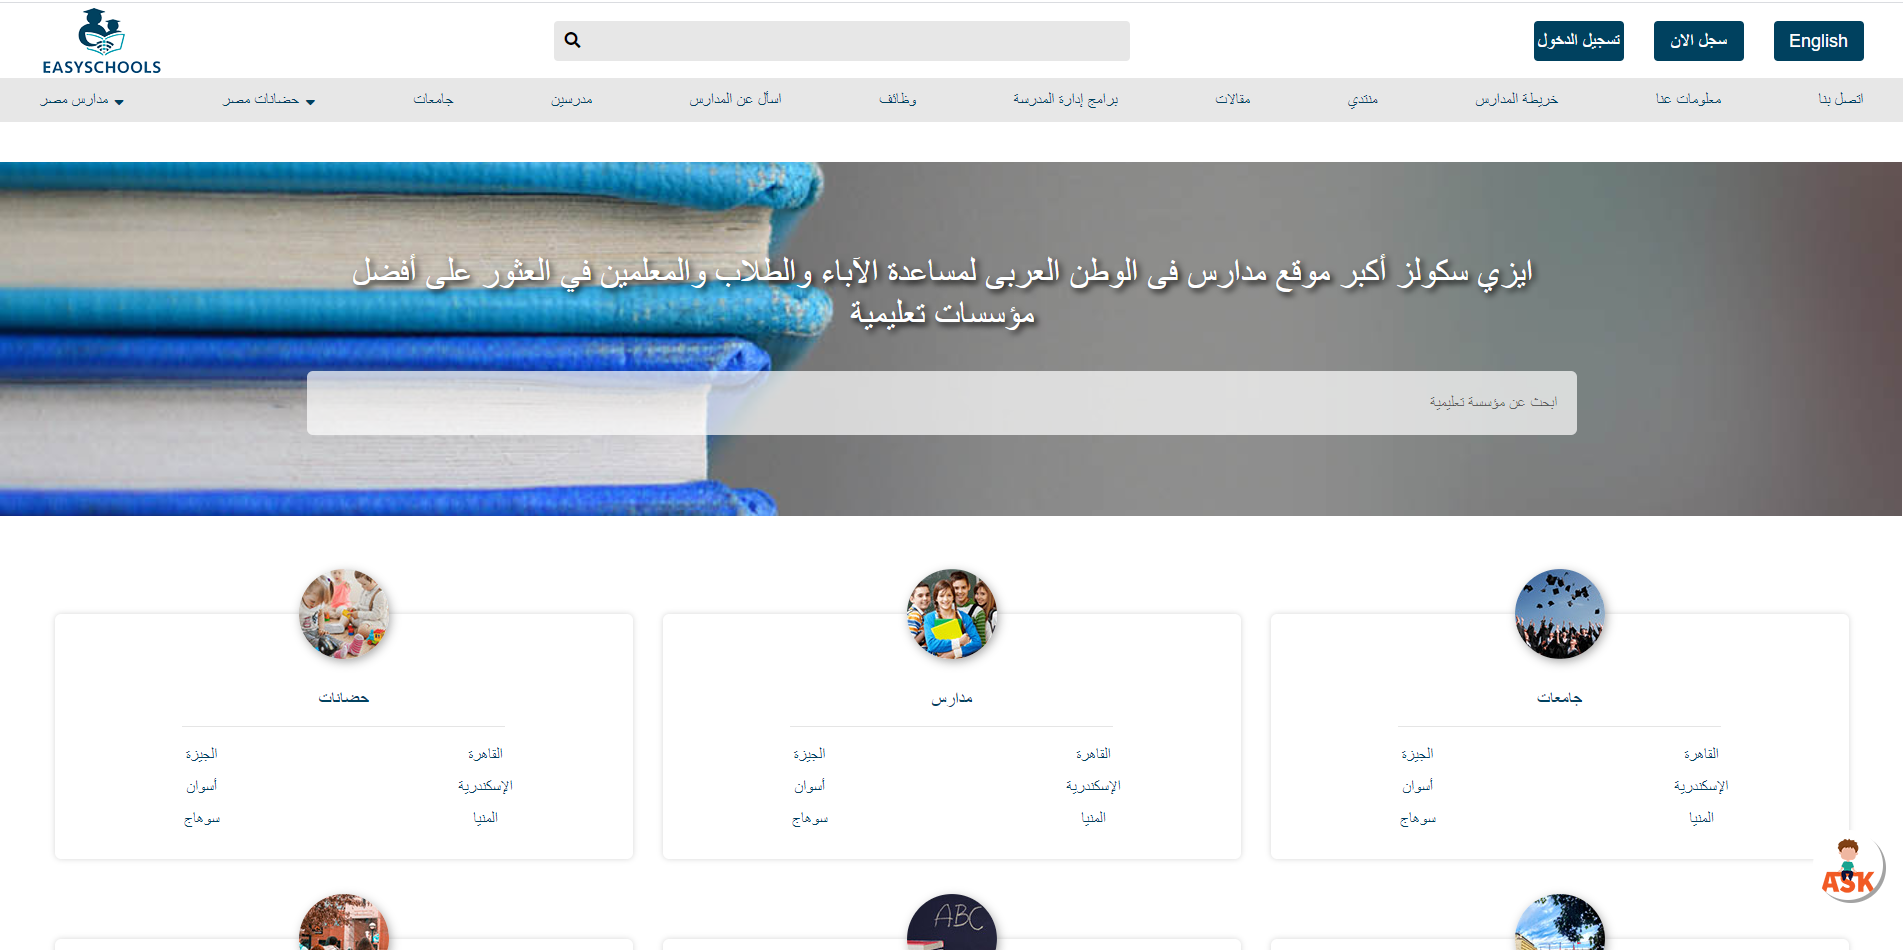 EASYSCHOOLS
تسجيل الدخول
سجل الان
English
مدارس مصر
حضانات مصر
جامعات
مدرسين
اسأل عن المدارس
وظائف
برامج إدارة المدرسة
مقالات
منتدي
خريطة المدارس
معلومات عنا
اتصل بنا
ايزي سكولز أكبر موقع مدارس فى الوطن العربى لمساعدة الآباء والطلاب والمعلمين في العثور على أفضل
مؤسسات تعليمية
ابحث عن مؤسسة تعليمية
جامعات
القاهرة الجيزة
الإسكندرية أسوان
المنيا سوهاج
مدارس
القاهرة الجيزة
الإسكندرية أسوان
المنيا سوهاج
حضانات
القاهرة الجيزة
الإسكندرية أسوان
المنيا سوهاج
ASK
ABC